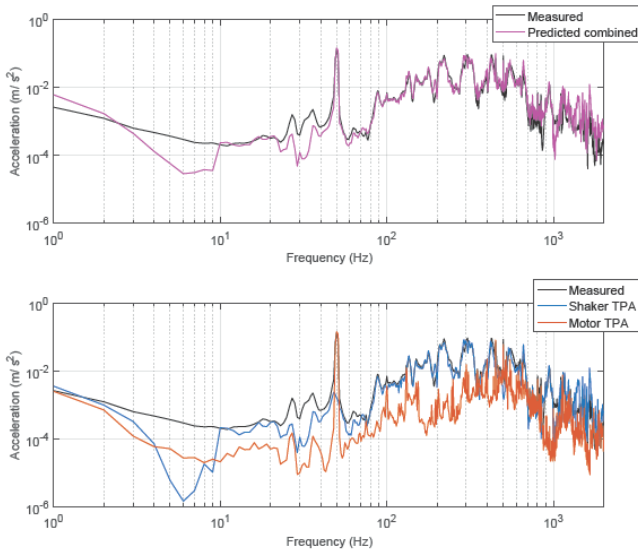 Measured
Predicted combined
10^0
10^-2
10^-4
10^-6
Acceleration (m/ s^2)
10^0 10^1 10^2 10^3
Frequency (Hz)
Measured
Shaker TPA
Motor TPA
10^0
10^-2
10^-4
10^-6
Acceleration (m/ s^2)
10^0 10^1 10^2 10^3
Frequency (Hz)